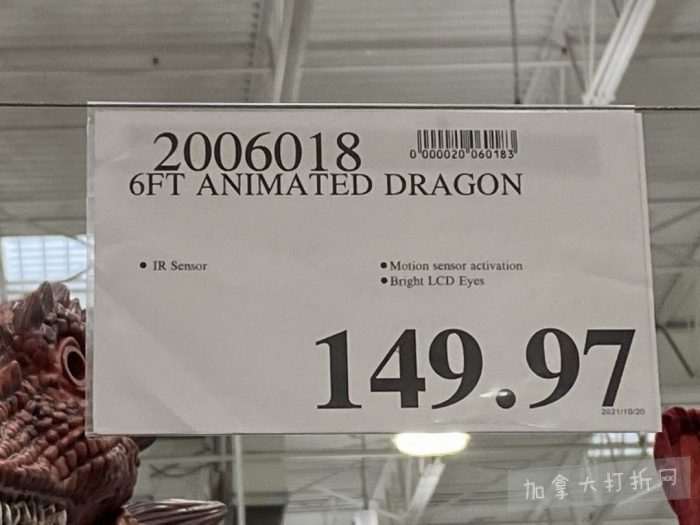 2006018
0 000020 060183
6FT ANIMATED DRAGON
• IR Sensor
• Motion sensor activation
• Bright LCD Eyes
149.97
2021/10/20
加拿大打折网